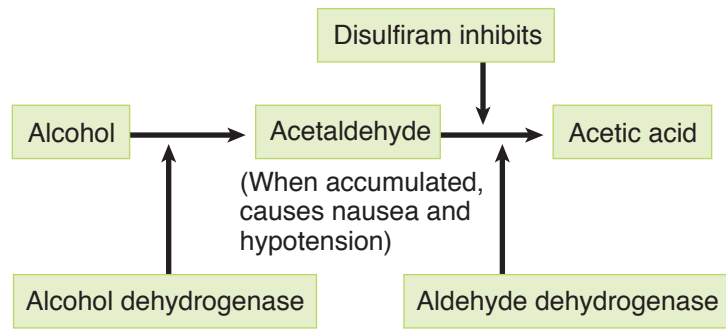 Disulfiram inhibits
Alcohol
Acetaldehyde
Acetic acid
(When accumulated,
causes nausea and
hypotension)
Alcohol dehydrogenase
Aldehyde dehydrogenase